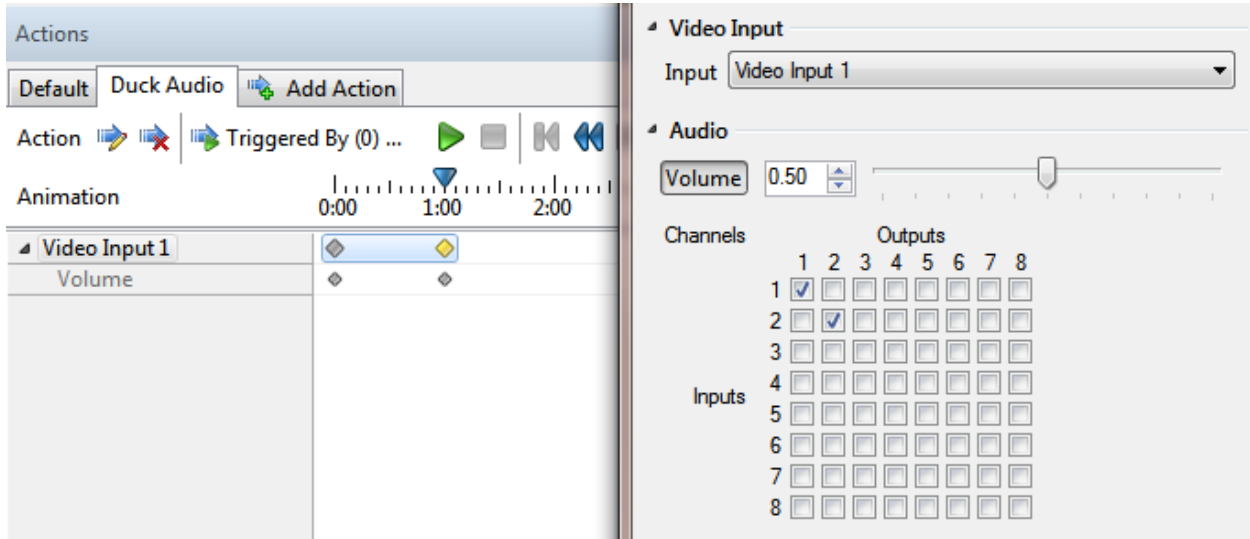 Actions
Default Duck Audio Add Action
Action Triggered By (0) ...
Animation 0:00 1:00 2:00
Video Input 1
Volume
Video Input
Input Video Input 1
Audio
Volume 0.50
Channels Outputs
1 2 3 4 5 6 7 8
1
2
3
4
Inputs
5
6
7
8